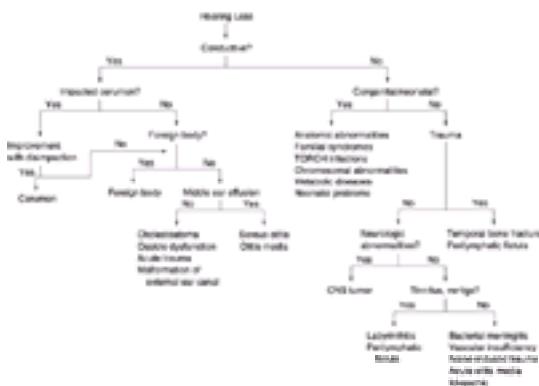 Hearing Loss
Conductive?
Yes
No
Impacted cerumen?
Congenital/neonatal?
Yes
No
Yes
No
Improvement
with disimpaction
No
Foreign body?
Anatomic abnormalities
Familial syndromes
TORCH infections
Chromosomal abnormalities
Metabolic diseases
Neonatal problems
Trauma
Yes
Yes
No
Cerumen
Foreign body
Middle ear effusion
No
Yes
No
Yes
Cholesteatoma
Ossicle dysfunction
Acute trauma
Malformation of
external ear canal
Serous otitis
Otitis media
Neurologic
abnormalities?
Temporal bone fracture
Perilymphatic fistula
Yes
No
CNS tumor
Tinnitus, vertigo?
Yes
No
Labyrinthitis
Perilymphatic
fistula
Bacterial meningitis
Vascular insufficiency
Noise-induced trauma
Acute otitis media